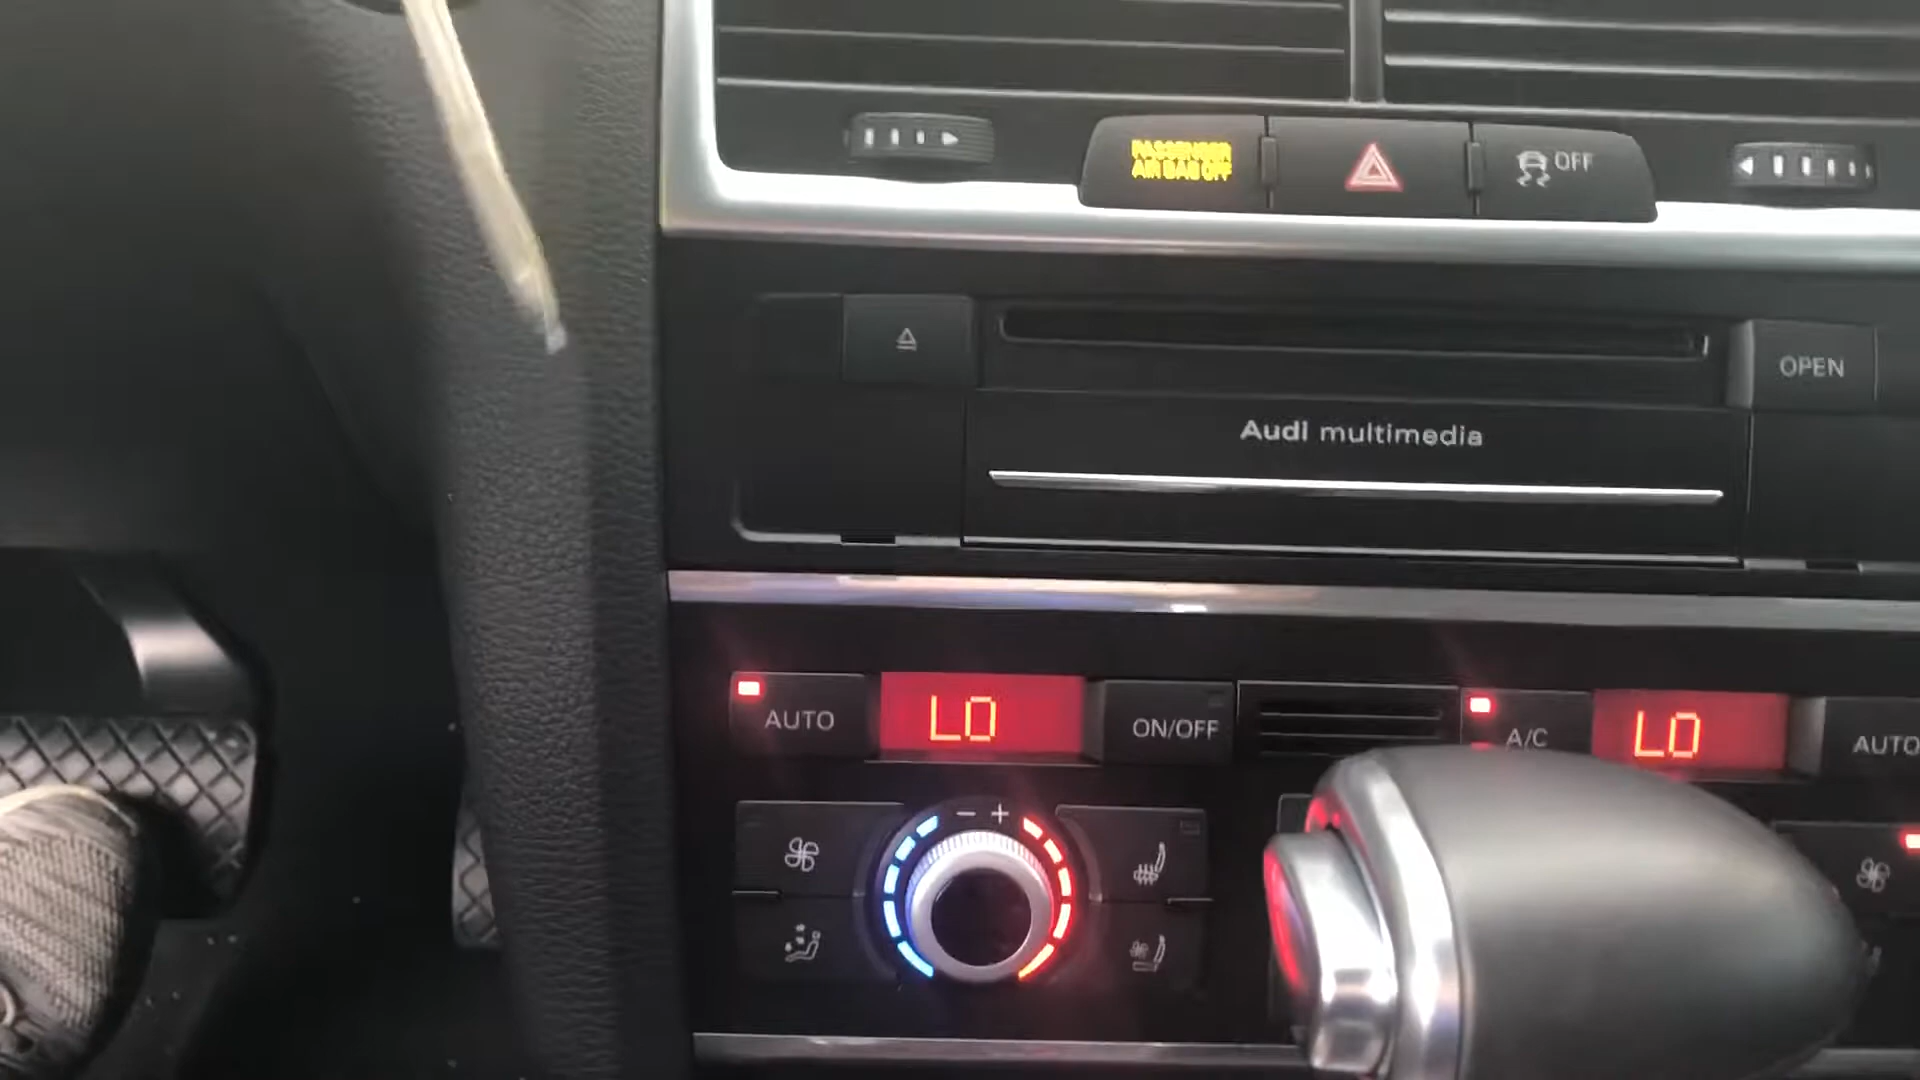 PASSENGER
AIR BAG OFF
OFF
OPEN
Audi multimedia
AUTO
LO
ON/OFF
A/C
LO
AUTO
- +